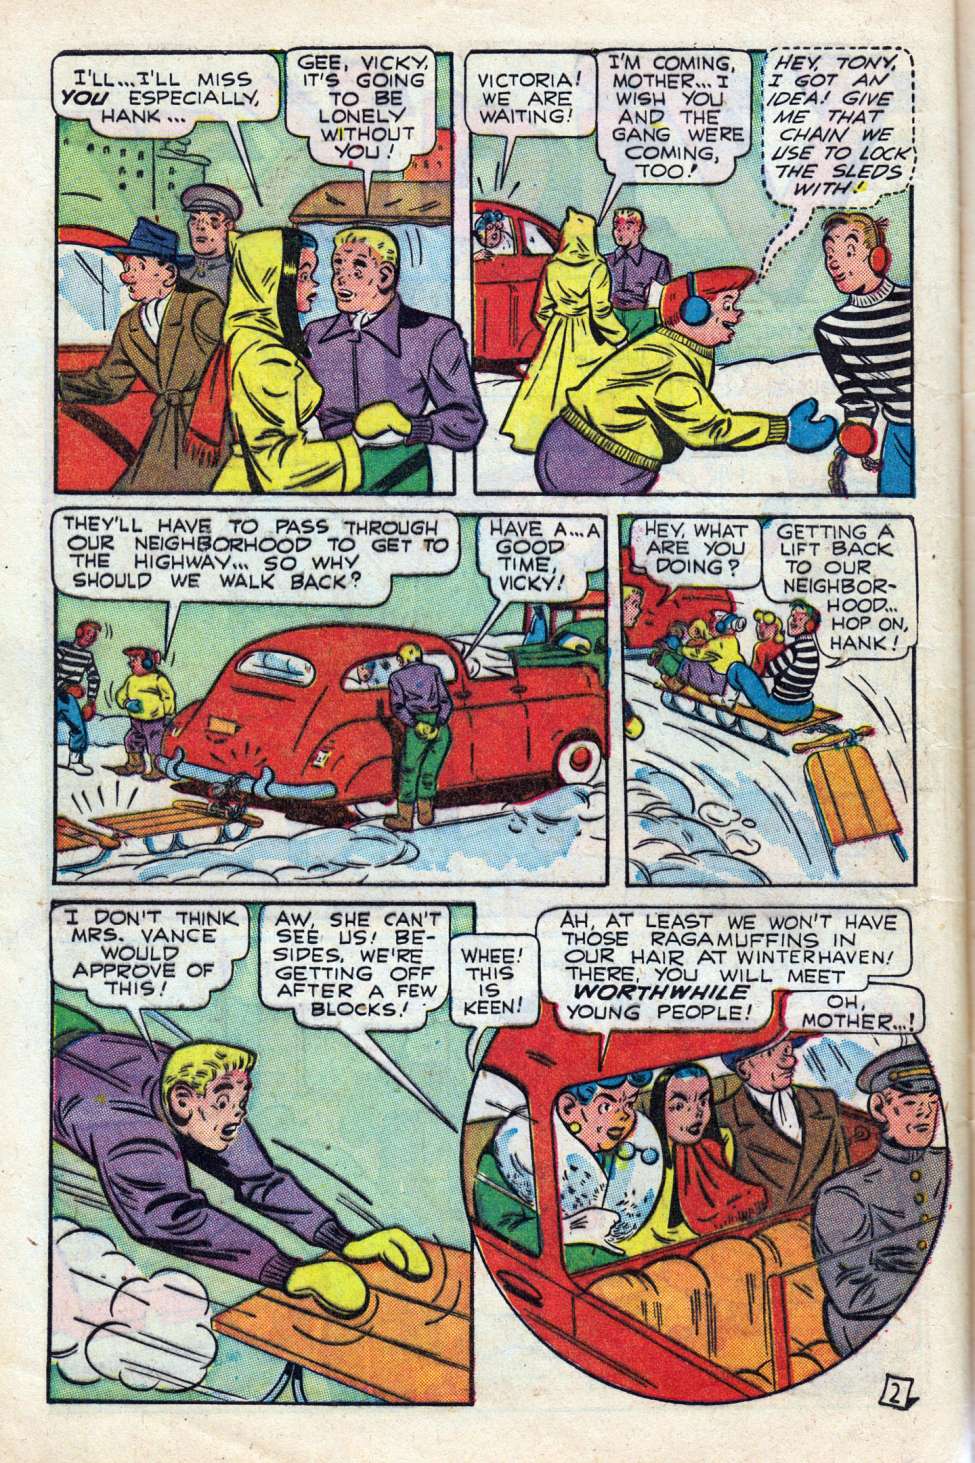 I'LL...I'LL MISS
YOU ESPECIALLY,
HANK...
GEE, VICKY,
IT'S GOING
TO BE
LONELY
WITHOUT
YOU!
VICTORIA!
WE ARE
WAITING!
I'M COMING,
MOTHER...I
WISH YOU
AND THE
GANG WERE
COMING,
TOO!
HEY, TONY,
I GOT AN
IDEA! GIVE
ME THAT
CHAIN WE
USE TO LOCK
THE SLEDS
WITH!
THEY'LL HAVE TO PASS THROUGH
OUR NEIGHBORHOOD TO GET TO
THE HIGHWAY... SO WHY
SHOULD WE WALK BACK?
HAVE A...A
GOOD
TIME,
VICKY!
HEY, WHAT
ARE YOU
DOING?
GETTING A
LIFT BACK
TO OUR
NEIGHBOR-
HOOD...
HOP ON,
HANK!
I DON'T THINK
MRS. VANCE
WOULD
APPROVE OF
THIS!
AW, SHE CAN'T
SEE US! BE-
SIDES, WE'RE
GETTING OFF
AFTER A FEW
BLOCKS!
WHEE!
THIS
IS
KEEN!
AH, AT LEAST WE WON'T HAVE
THOSE RAGAMUFFINS IN
OUR HAIR AT WINTERHAVEN!
THERE, YOU WILL MEET
WORTHWHILE
YOUNG PEOPLE!
OH,
MOTHER...!
2